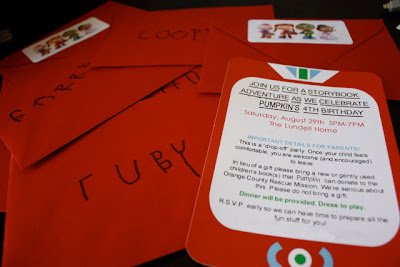 COOP
RUBY
JOIN US FOR A STORYBOOK
ADVENTURE AS WE CELEBRATE
PUMPKIN'S 4TH BIRTHDAY
Saturday, August 29th 5PM-7PM
The Lundell Home
IMPORTANT DETAILS FOR PARENTS!
This is a "drop-off" party. Once your child feels
comfortable, you are welcome (and encouraged)
to leave.
In lieu of a gift please bring a new or gently used
children's book(s) that Pumpkin can donate to the
Orange County Rescue Mission. We're serious about
this. Please do not bring a gift.
Dinner will be provided. Dress to play.
R.S.V.P. early so we can have time to prepare all the
fun stuff for you!